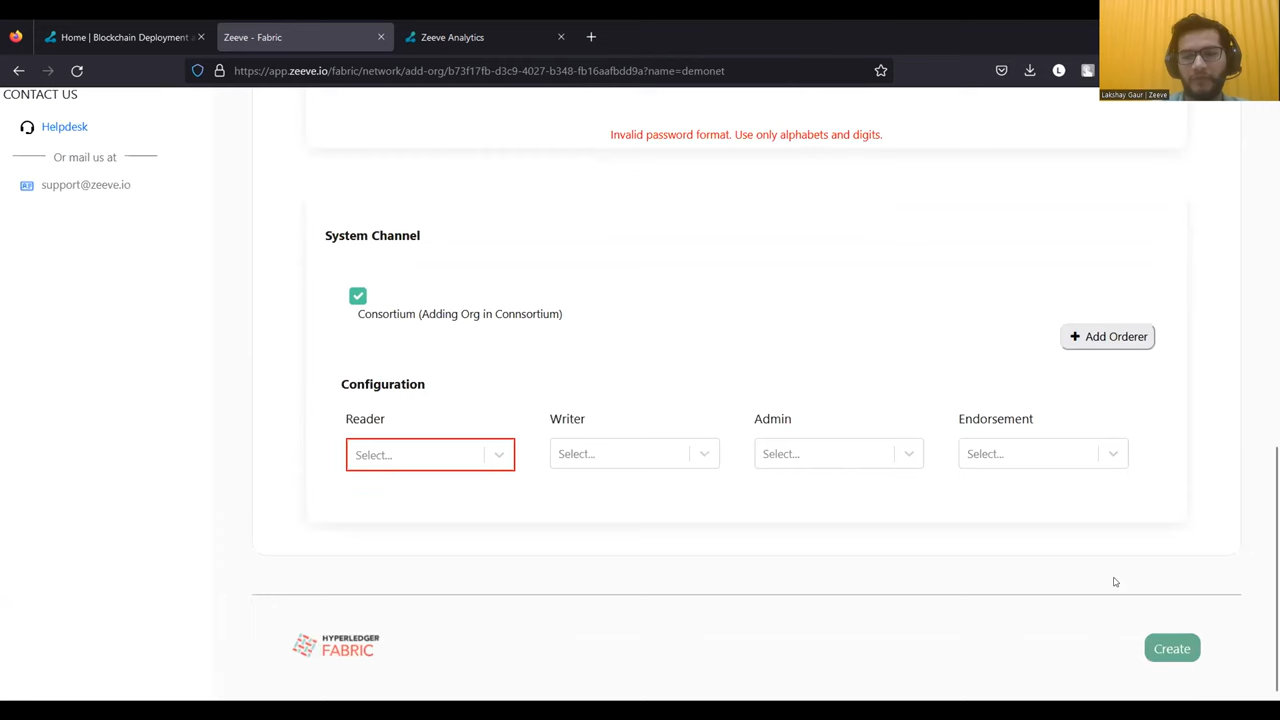 Home | Blockchain Deployment
Zeeve - Fabric
Zeeve Analytics
https://app.zeeve.io/fabric/network/add-org/b73f17fb-d3c9-4027-b348-fb16aafbdd9a?name=demonet
L
Lakshay Gaur | Zeeve
CONTACT US
Helpdesk
Or mail us at
support@zeeve.io
Invalid password format. Use only alphabets and digits.
System Channel
Consortium (Adding Org in Connsortium)
+ Add Orderer
Configuration
Reader Writer Admin Endorsement
Select... Select... Select... Select...
HYPERLEDGER
FABRIC
Create